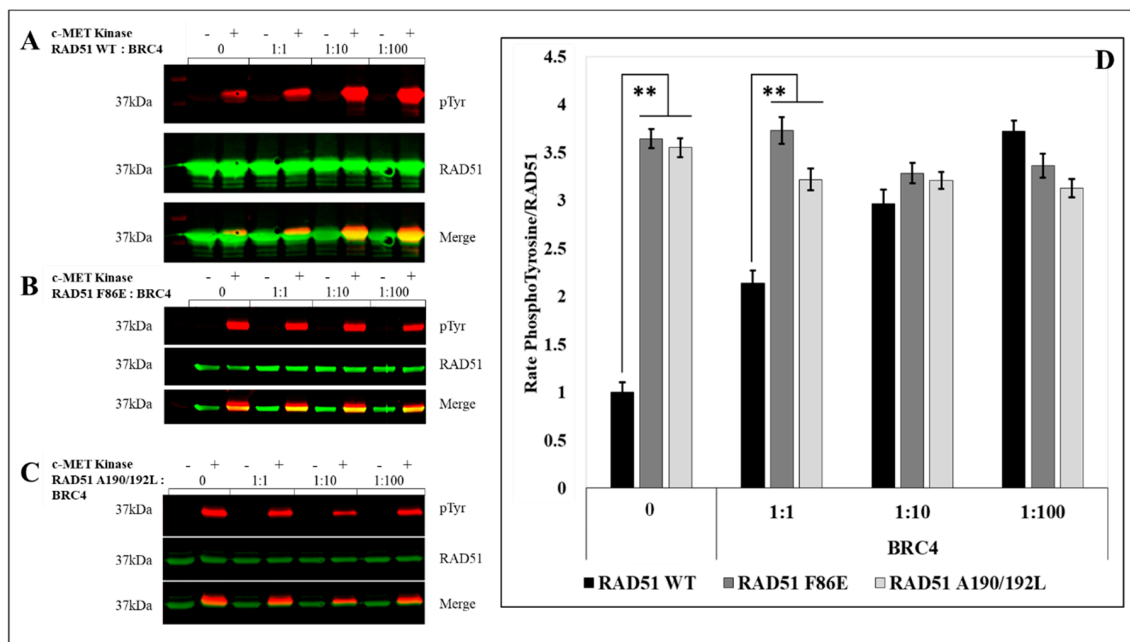 A
c-MET Kinase - + - + - + - +
RAD51 WT : BRC4 0 1:1 1:10 1:100
37kDa pTyr
37kDa RAD51
37kDa Merge
B
c-MET Kinase - + - + - + - +
RAD51 F86E : BRC4 0 1:1 1:10 1:100
37kDa pTyr
37kDa RAD51
37kDa Merge
C
c-MET Kinase - + - + - + - +
RAD51 A190/192L : 0 1:1 1:10 1:100
BRC4
37kDa pTyr
37kDa RAD51
37kDa Merge
D
Rate PhosphoTyrosine/RAD51
4.5
4
3.5
3
2.5
2
1.5
1
0.5
0
** **
0 1:1 1:10 1:100
BRC4
RAD51 WT RAD51 F86E RAD51 A190/192L